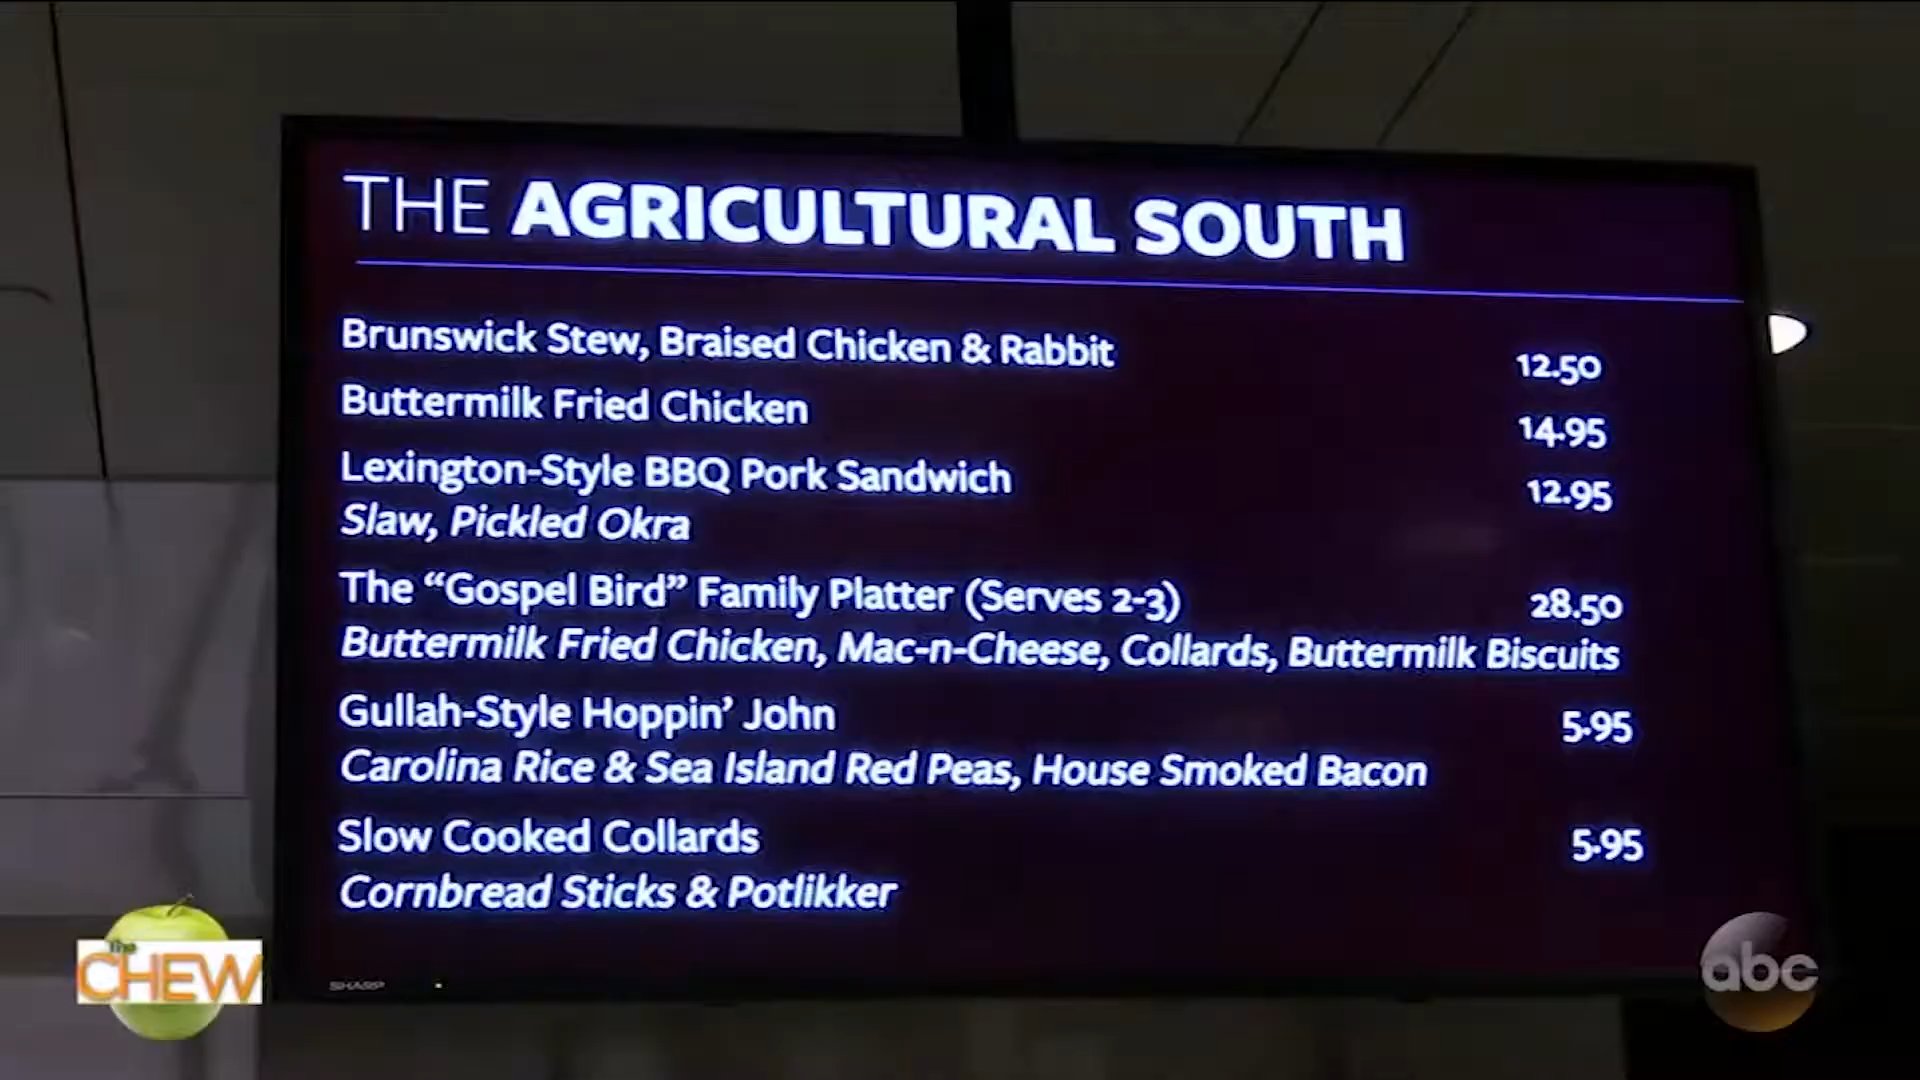 THE AGRICULTURAL SOUTH
Brunswick Stew, Braised Chicken & Rabbit 12.50
Buttermilk Fried Chicken 14.95
Lexington-Style BBQ Pork Sandwich 12.95
Slaw, Pickled Okra
The “Gospel Bird” Family Platter (Serves 2-3) 28.50
Buttermilk Fried Chicken, Mac-n-Cheese, Collards, Buttermilk Biscuits
Gullah-Style Hoppin’ John 5.95
Carolina Rice & Sea Island Red Peas, House Smoked Bacon
Slow Cooked Collards 5.95
Cornbread Sticks & Potlikker
SHARP
The
CHEW
abc